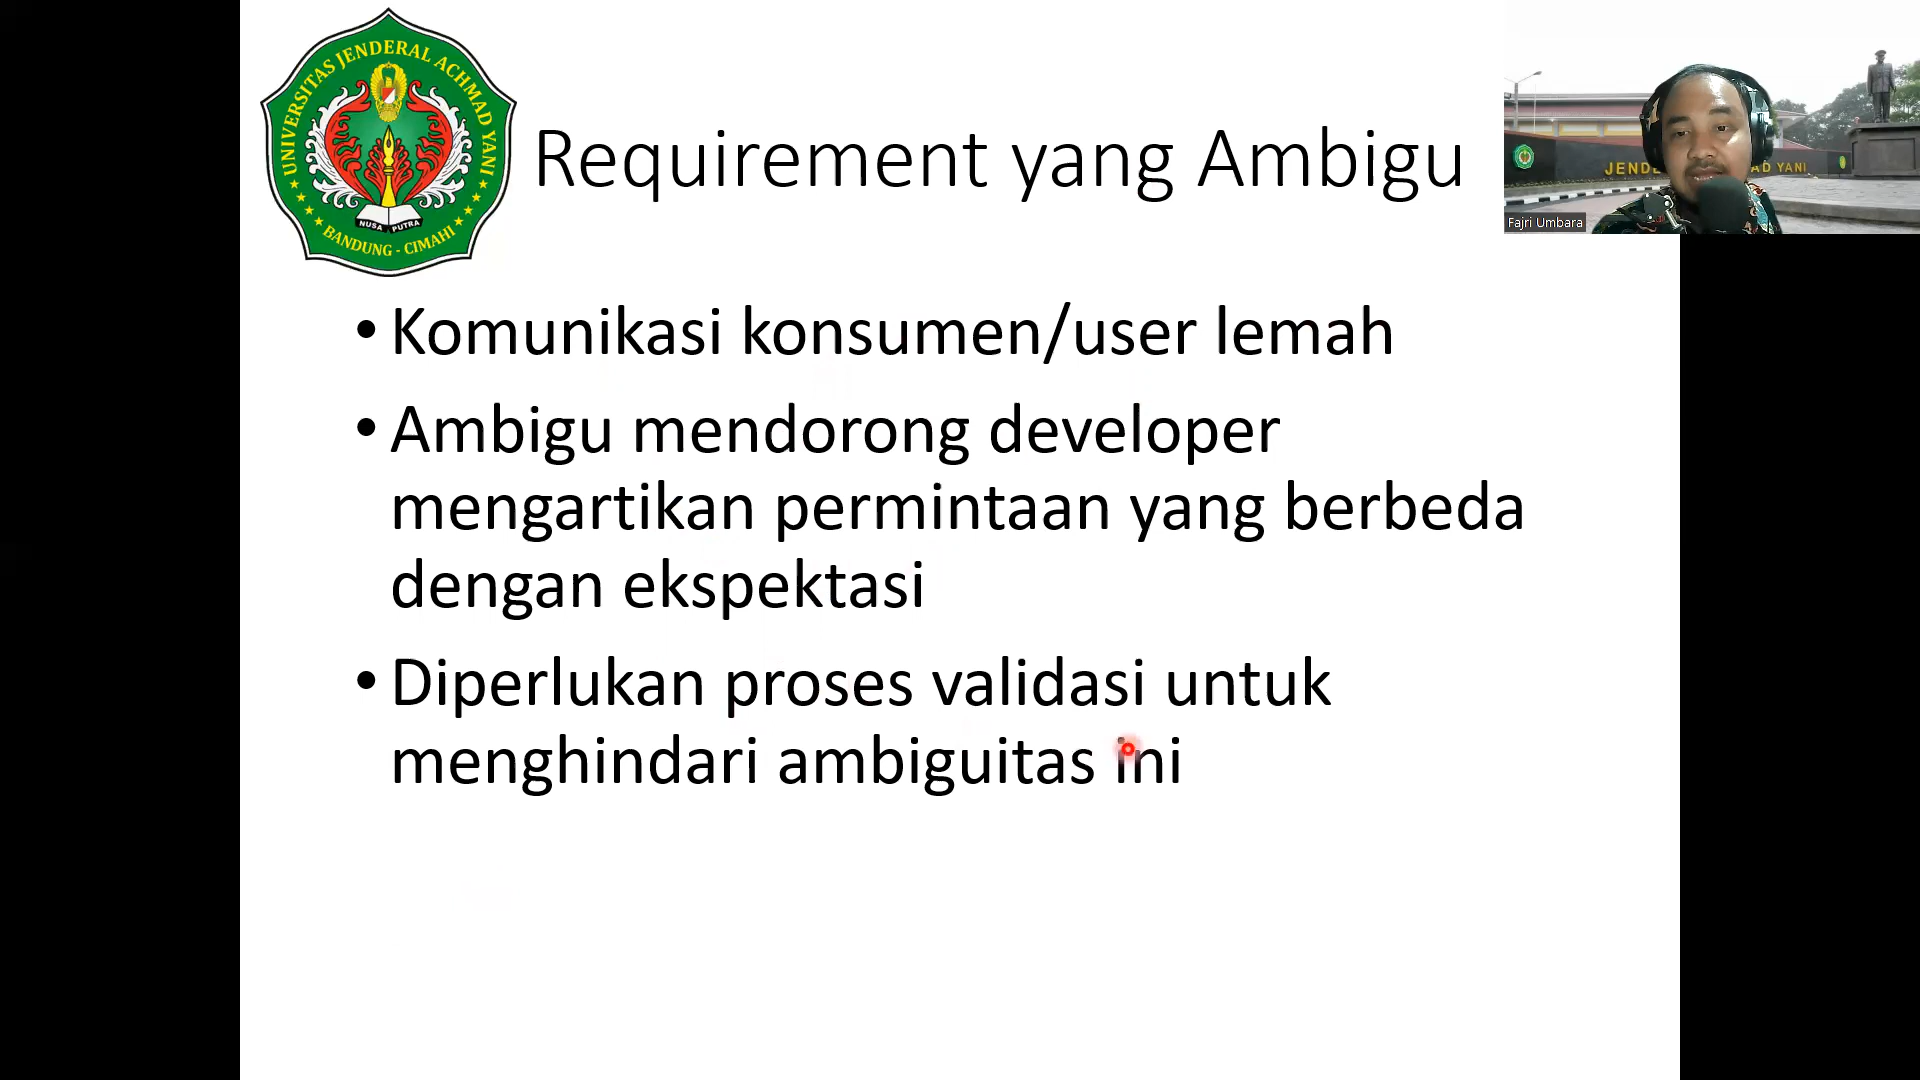 UNIVERSITAS JENDERAL ACHMAD YANI
NUSA PUTRA
BANDUNG - CIMAHI
Requirement yang Ambigu
Fajri Umbara
• Komunikasi konsumen/user lemah
• Ambigu mendorong developer
mengartikan permintaan yang berbeda
dengan ekspektasi
• Diperlukan proses validasi untuk
menghindari ambiguitas ini